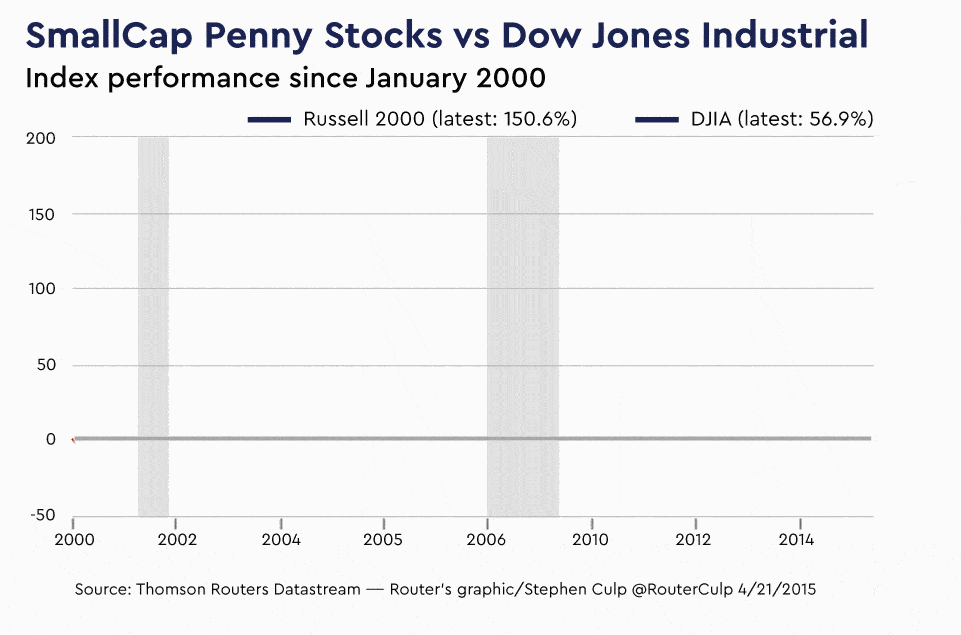 SmallCap Penny Stocks vs Dow Jones Industrial
Index performance since January 2000
Russell 2000 (latest: 150.6%) DJIA (latest: 56.9%)
200
150
100
50
0
-50
2000 2002 2004 2005 2006 2010 2012 2014
Source: Thomson Routers Datastream — Router's graphic/Stephen Culp @RouterCulp 4/21/2015